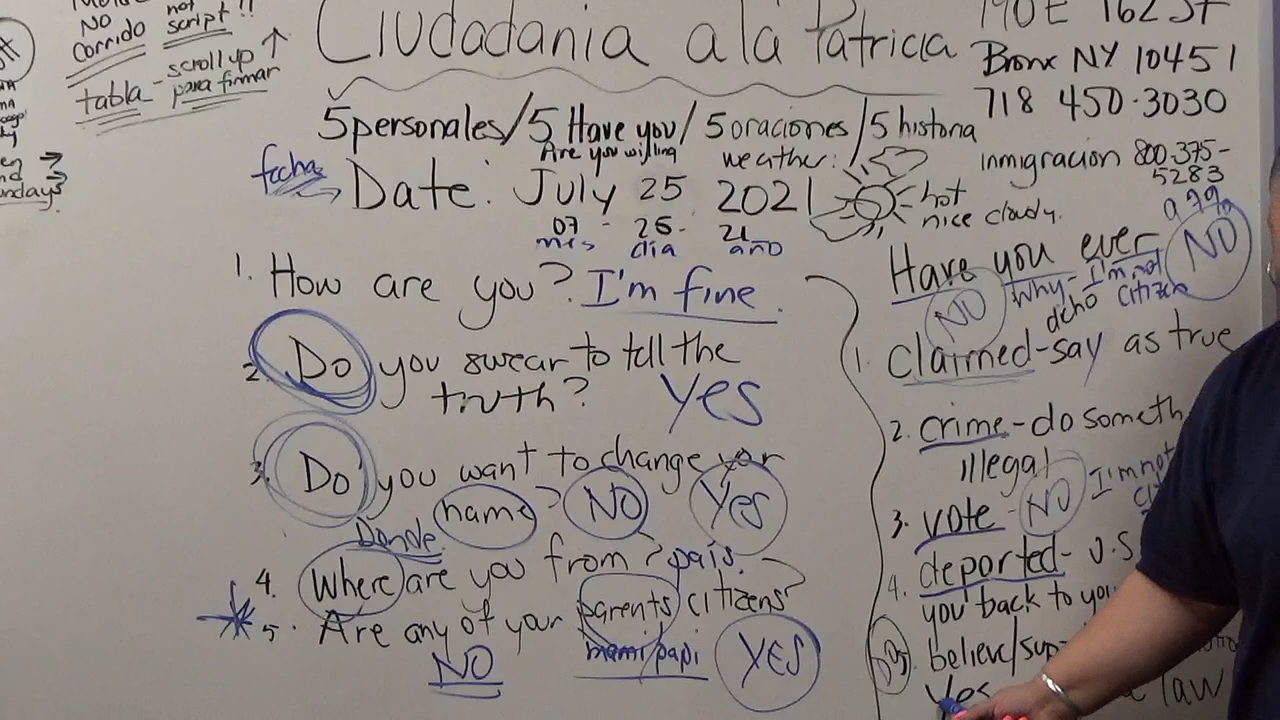 NO not
Corrido script !!
tabla - scroll up
para firmar
Ciudadania a la Patricia
190 E 162 St
Bronx NY 10451
718 450-3030
5 personales/5 Have you/5 oraciones/5 historia
Are you willing
weather:
inmigracion 800-375-
5283
fecha
Date: July 25 2021
hot
nice cloudy.
07 - 25 - 21
mes dia año
1. How are you? I'm fine.
2. Do you swear to tell the
truth? Yes
3. Do you want to change yor
name? NO Yes
Donde
4. Where are you from? pais.
5. Are any of your parents citizens?
NO mami/papi YES
Have you ever NO
NO Why - I'm not
citizen
1. Claimed - say as true
2. crime - do someth
illegal
3. vote - NO I'm not
4. deported - U.S
you back to you
believe/sup
Yes law